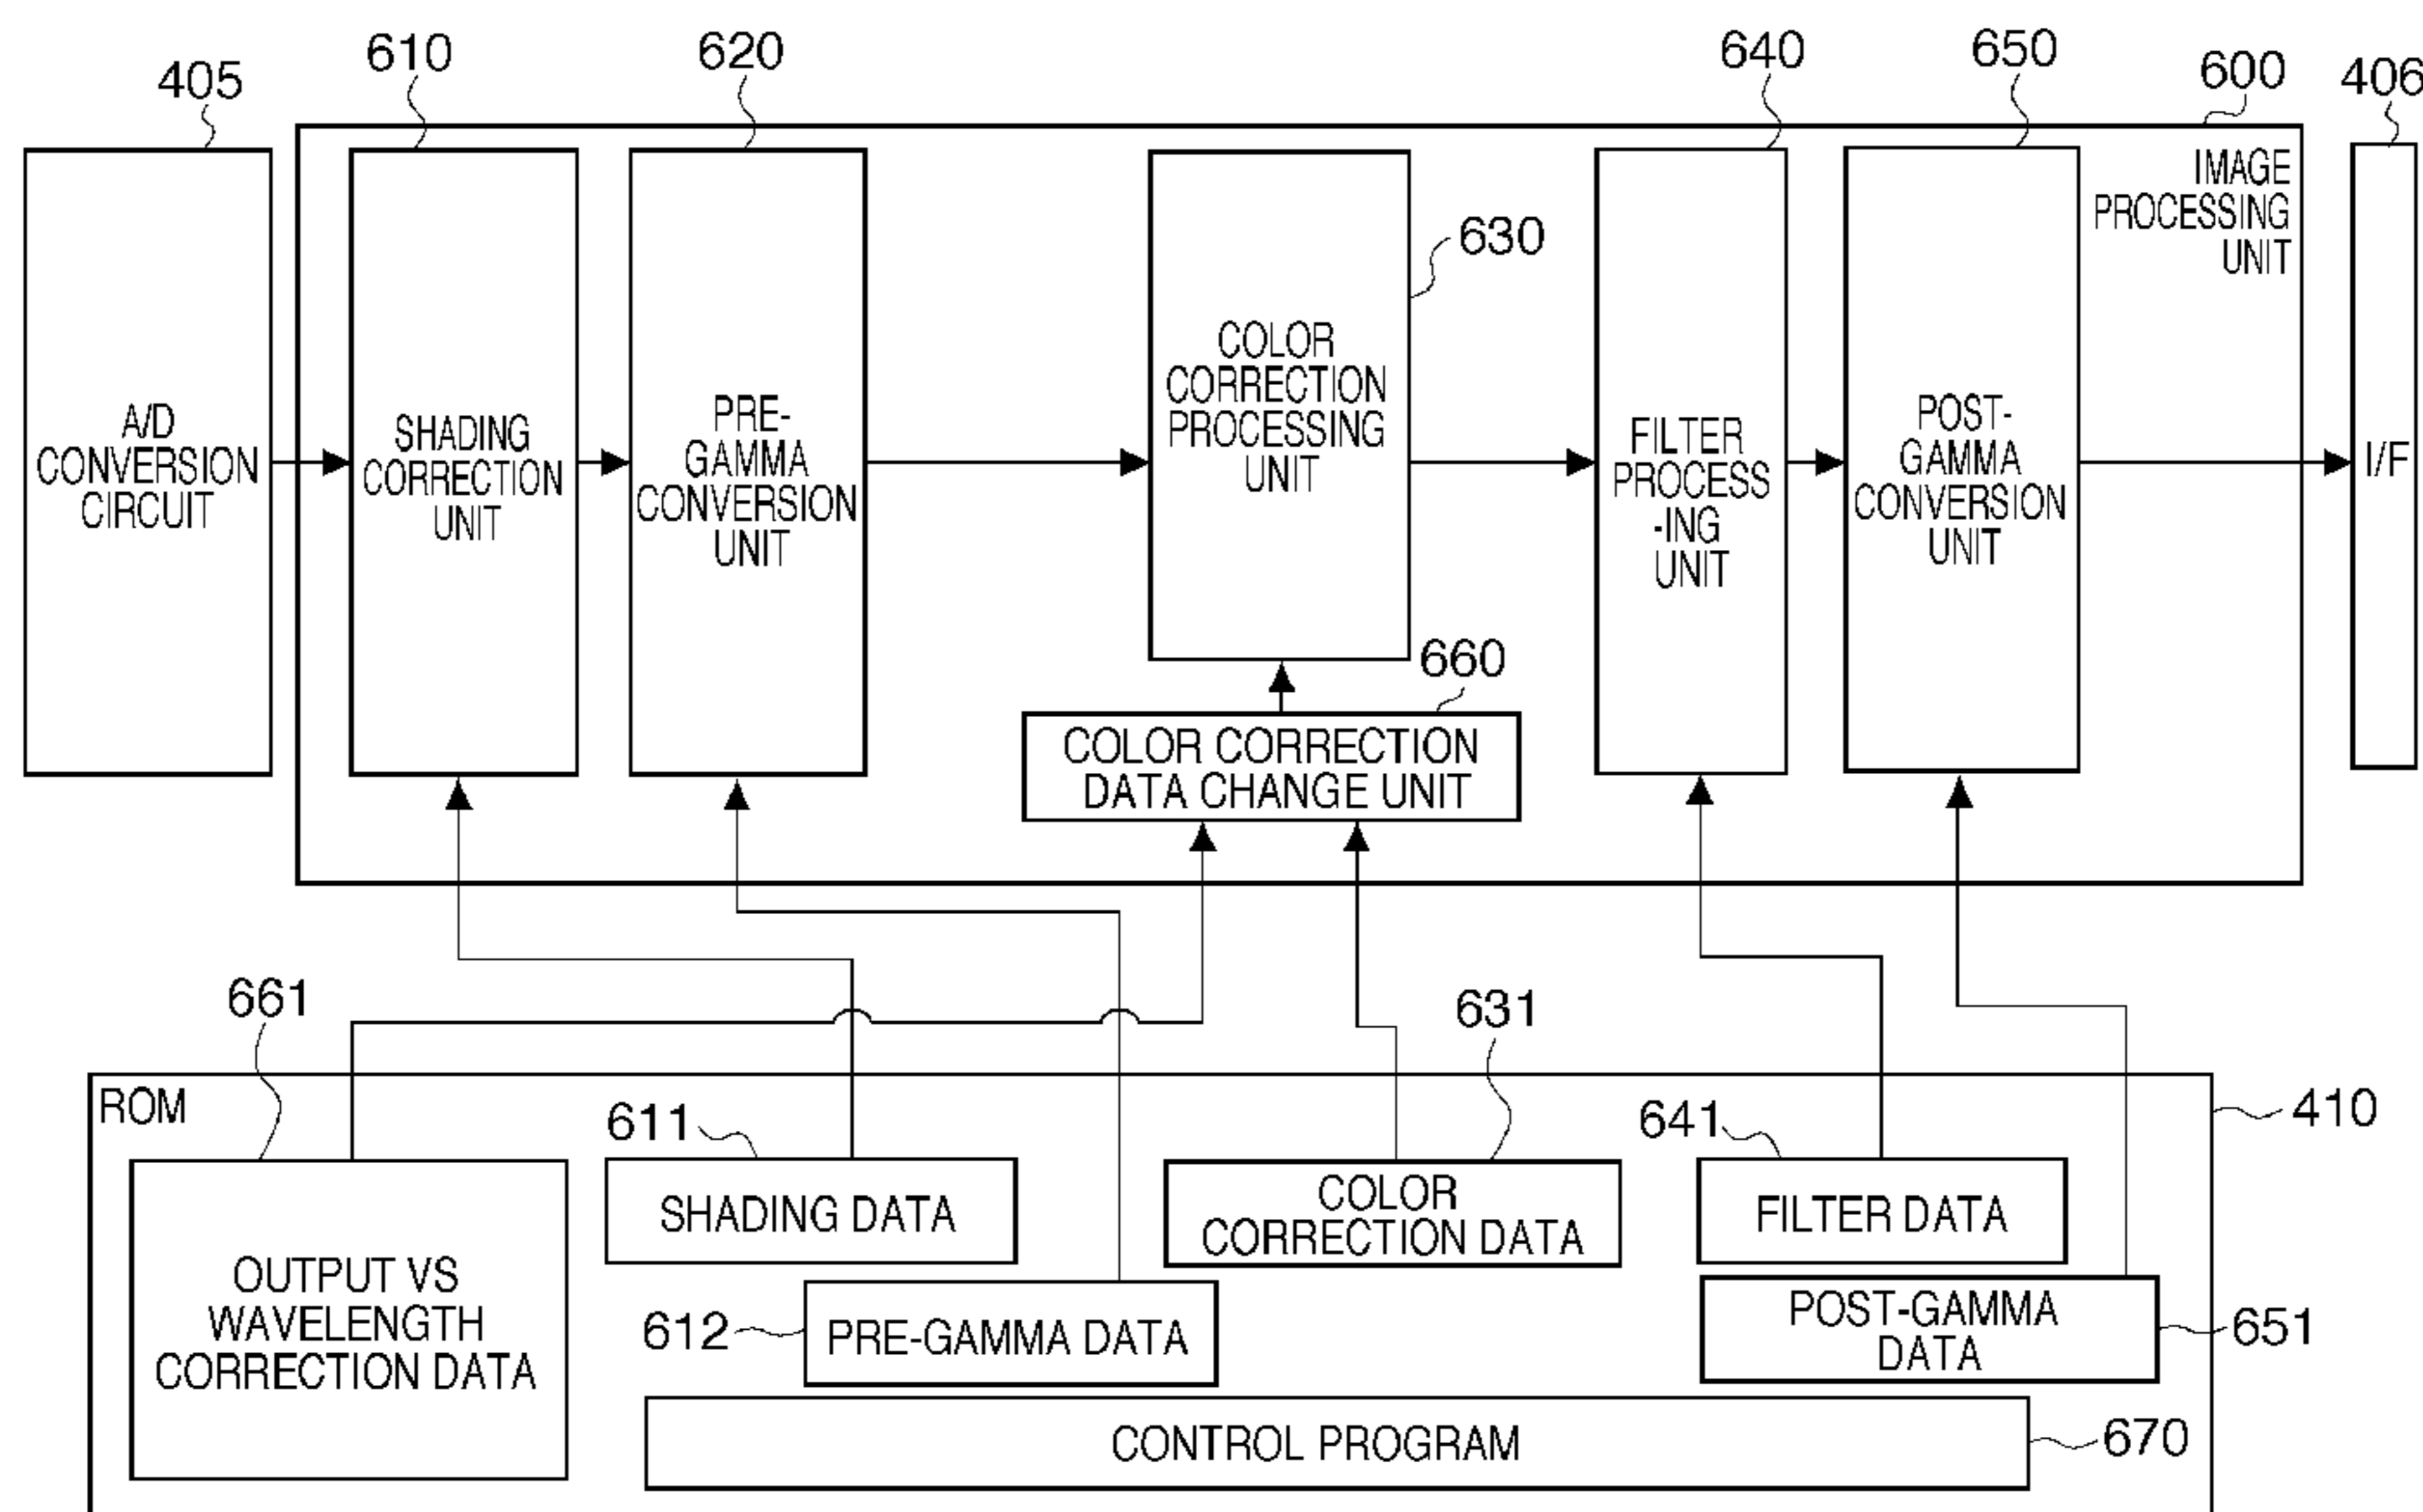 405
610
620
640
650
600
406
IMAGE
PROCESSING
UNIT
630
A/D
CONVERSION
CIRCUIT
SHADING
CORRECTION
UNIT
PRE-
GAMMA
CONVERSION
UNIT
COLOR
CORRECTION
PROCESSING
UNIT
FILTER
PROCESS
-ING
UNIT
POST-
GAMMA
CONVERSION
UNIT
I/F
660
COLOR CORRECTION
DATA CHANGE UNIT
661
631
ROM
611
641
410
SHADING DATA
COLOR
CORRECTION DATA
FILTER DATA
OUTPUT VS
WAVELENGTH
CORRECTION DATA
612
PRE-GAMMA DATA
POST-GAMMA
DATA
651
CONTROL PROGRAM
670